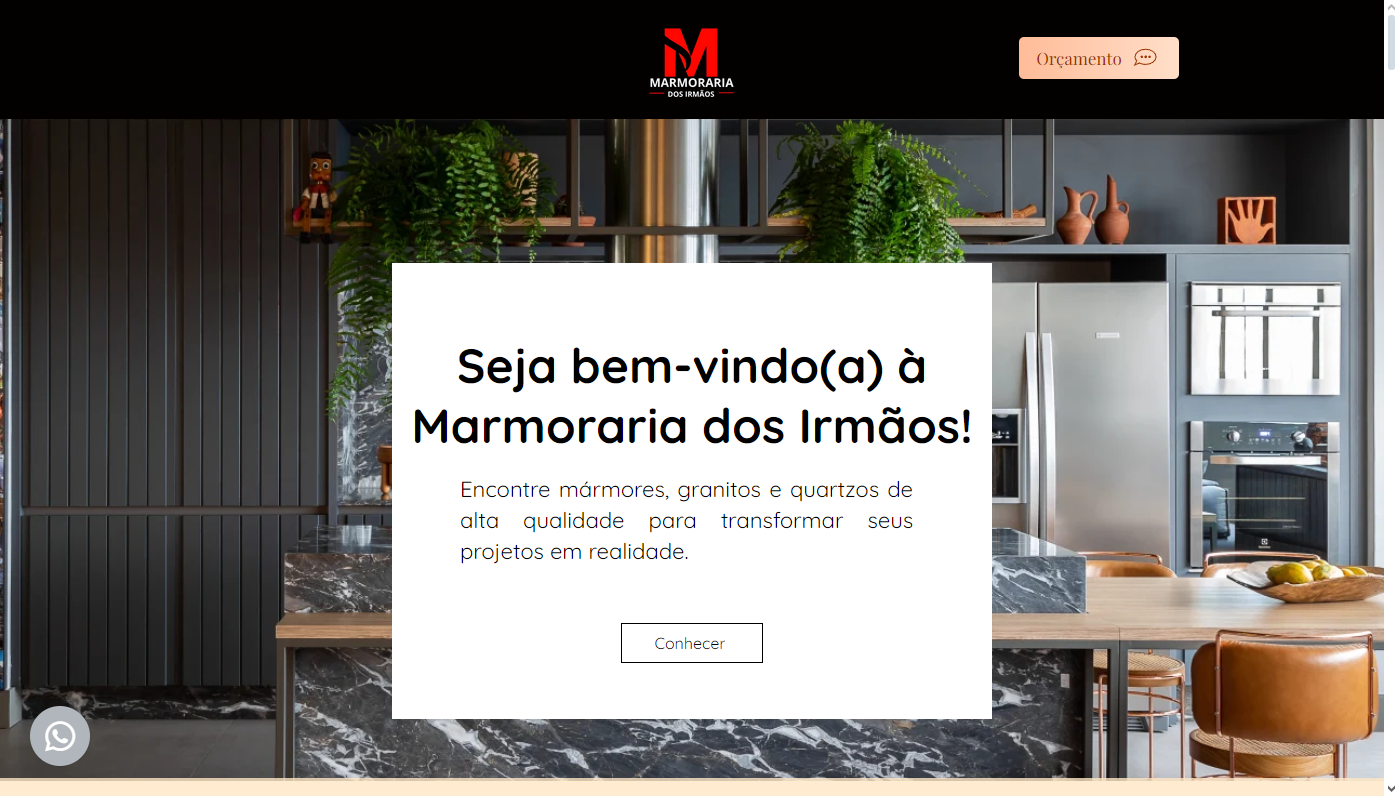 MARMORARIA
DOS IRMÃOS
Orçamento
Seja bem-vindo(a) à
Marmoraria dos Irmãos!
Encontre mármores, granitos e quartzos de
alta qualidade para transformar seus
projetos em realidade.
Conhecer